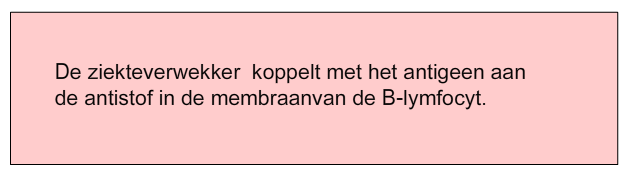 De ziekteverwekker  koppelt met het antigeen aan
de antistof in de membraanvan de B-lymfocyt.